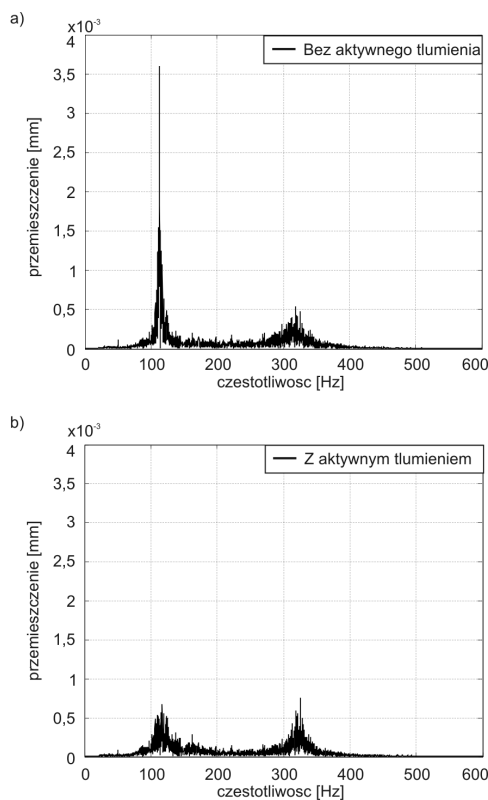 a)
x10-3
Bez aktywnego tlumienia
4
3,5
3
2,5
2
1,5
1
0,5
0
przemieszczenie [mm]
0 100 200 300 400 500 600
czestotliwosc [Hz]
b)
x10-3
Z aktywnym tlumieniem
4
3,5
3
2,5
2
1,5
1
0,5
0
przemieszczenie [mm]
0 100 200 300 400 500 600
czestotliwosc [Hz]